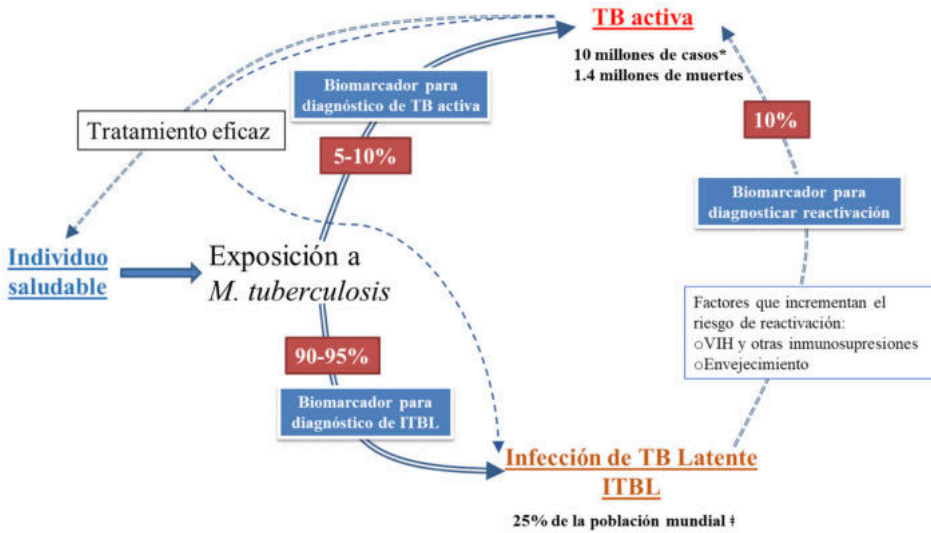 TB activa
10 millones de casos*
1.4 millones de muertes
Biomarcador para
diagnóstico de TB activa
Tratamiento eficaz
5-10%
10%
Biomarcador para
diagnosticar reactivación
Individuo
saludable
Exposición a
M. tuberculosis
Factores que incrementan el
riesgo de reactivación:
oVIH y otras inmunosupresiones
oEnvejecimiento
90-95%
Biomarcador para
diagnóstico de ITBL
Infección de TB Latente
ITBL
25% de la población mundial ǂ